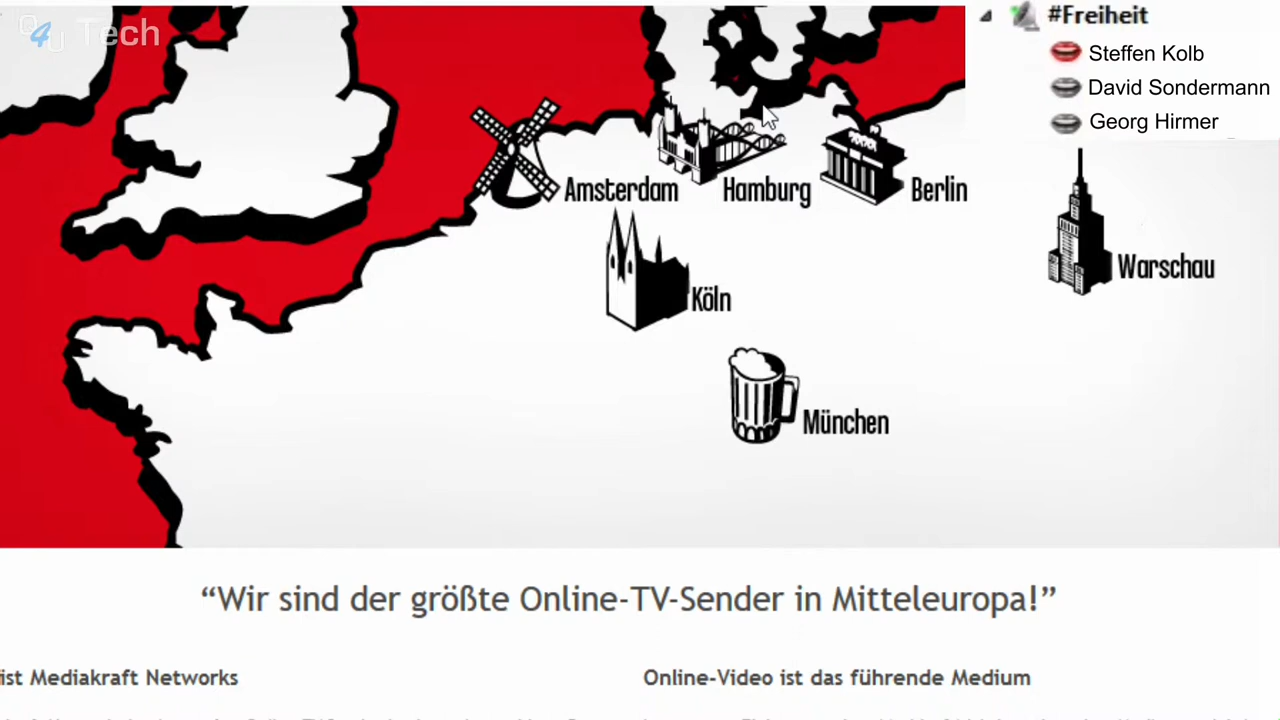 Q4U Tech
#Freiheit
Steffen Kolb
David Sondermann
Georg Hirmer
Amsterdam
Hamburg
Berlin
Warschau
Köln
München
“Wir sind der größte Online-TV-Sender in Mitteleuropa!”
ist Mediakraft Networks
Online-Video ist das führende Medium